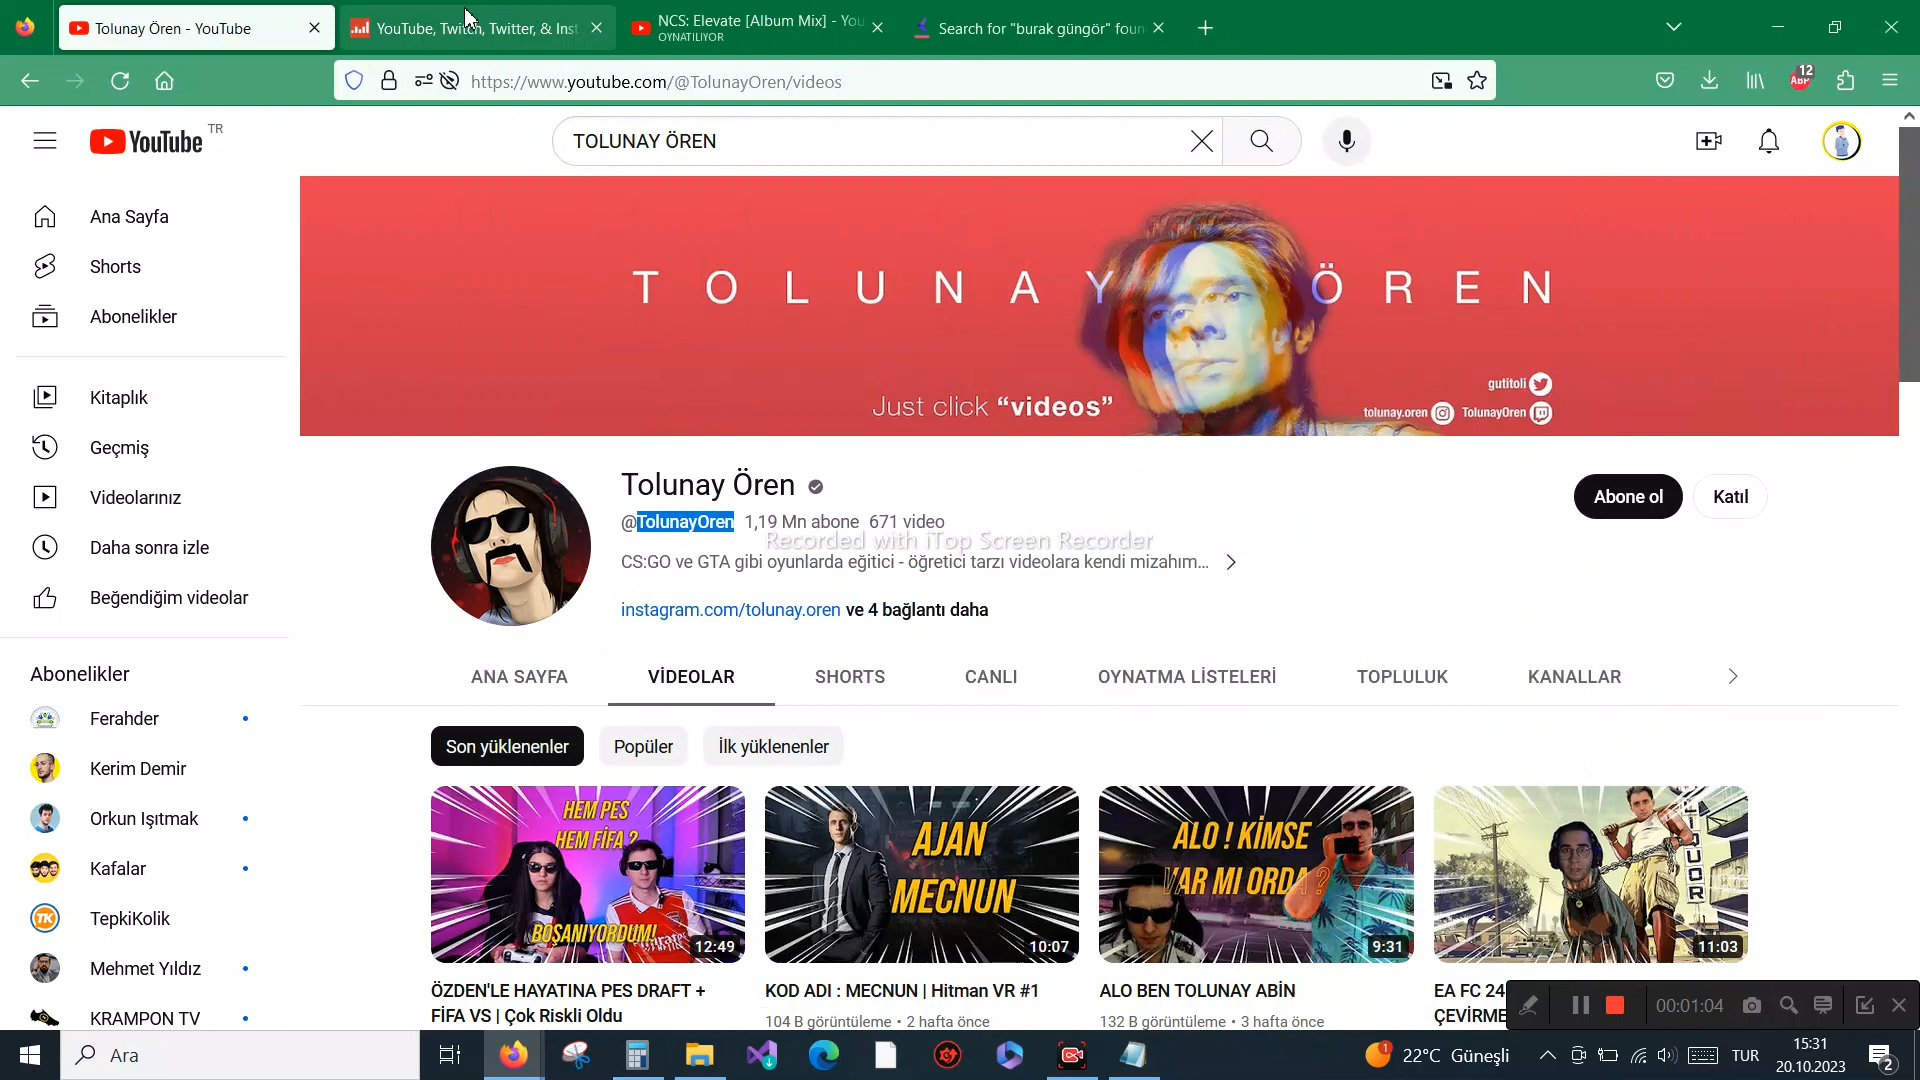 Tolunay Ören - YouTube
YouTube, Twitch, Twitter, & Inst
NCS: Elevate [Album Mix] - You
OYNATILIYOR
Search for "burak güngör" foun
https://www.youtube.com/@TolunayOren/videos
12
ABP
YouTube TR
TOLUNAY ÖREN
Ana Sayfa
Shorts
Abonelikler
Kitaplık
Geçmiş
Videolarınız
Daha sonra izle
Beğendiğim videolar
Abonelikler
Ferahder
Kerim Demir
Orkun Işıtmak
Kafalar
TK
TepkiKolik
Mehmet Yıldız
KRAMPON TV
TOLUNAY ÖREN
Just click “videos”
gutitoli
tolunay.oren
TolunayOren
Tolunay Ören
@TolunayOren 1,19 Mn abone 671 video
Recorded with iTop Screen Recorder
CS:GO ve GTA gibi oyunlarda eğitici - öğretici tarzı videolara kendi mizahım...
instagram.com/tolunay.oren ve 4 bağlantı daha
Abone ol
Katıl
ANA SAYFA
VİDEOLAR
SHORTS
CANLI
OYNATMA LİSTELERİ
TOPLULUK
KANALLAR
Son yüklenenler
Popüler
İlk yüklenenler
HEM PES
HEM FİFA ?
BOŞANIYORDUM!
12:49
AJAN
MECNUN
10:07
ALO ! KİMSE
VAR MI ORDA ?
9:31
LIQUOR
11:03
ÖZDEN'LE HAYATINA PES DRAFT +
FİFA VS | Çok Riskli Oldu
KOD ADI : MECNUN | Hitman VR #1
104 B görüntüleme • 2 hafta önce
ALO BEN TOLUNAY ABİN
132 B görüntüleme • 3 hafta önce
EA FC 24
ÇEVİRME
00:01:04
Ara
1
22°C Güneşli
TUR
15:31
20.10.2023
2